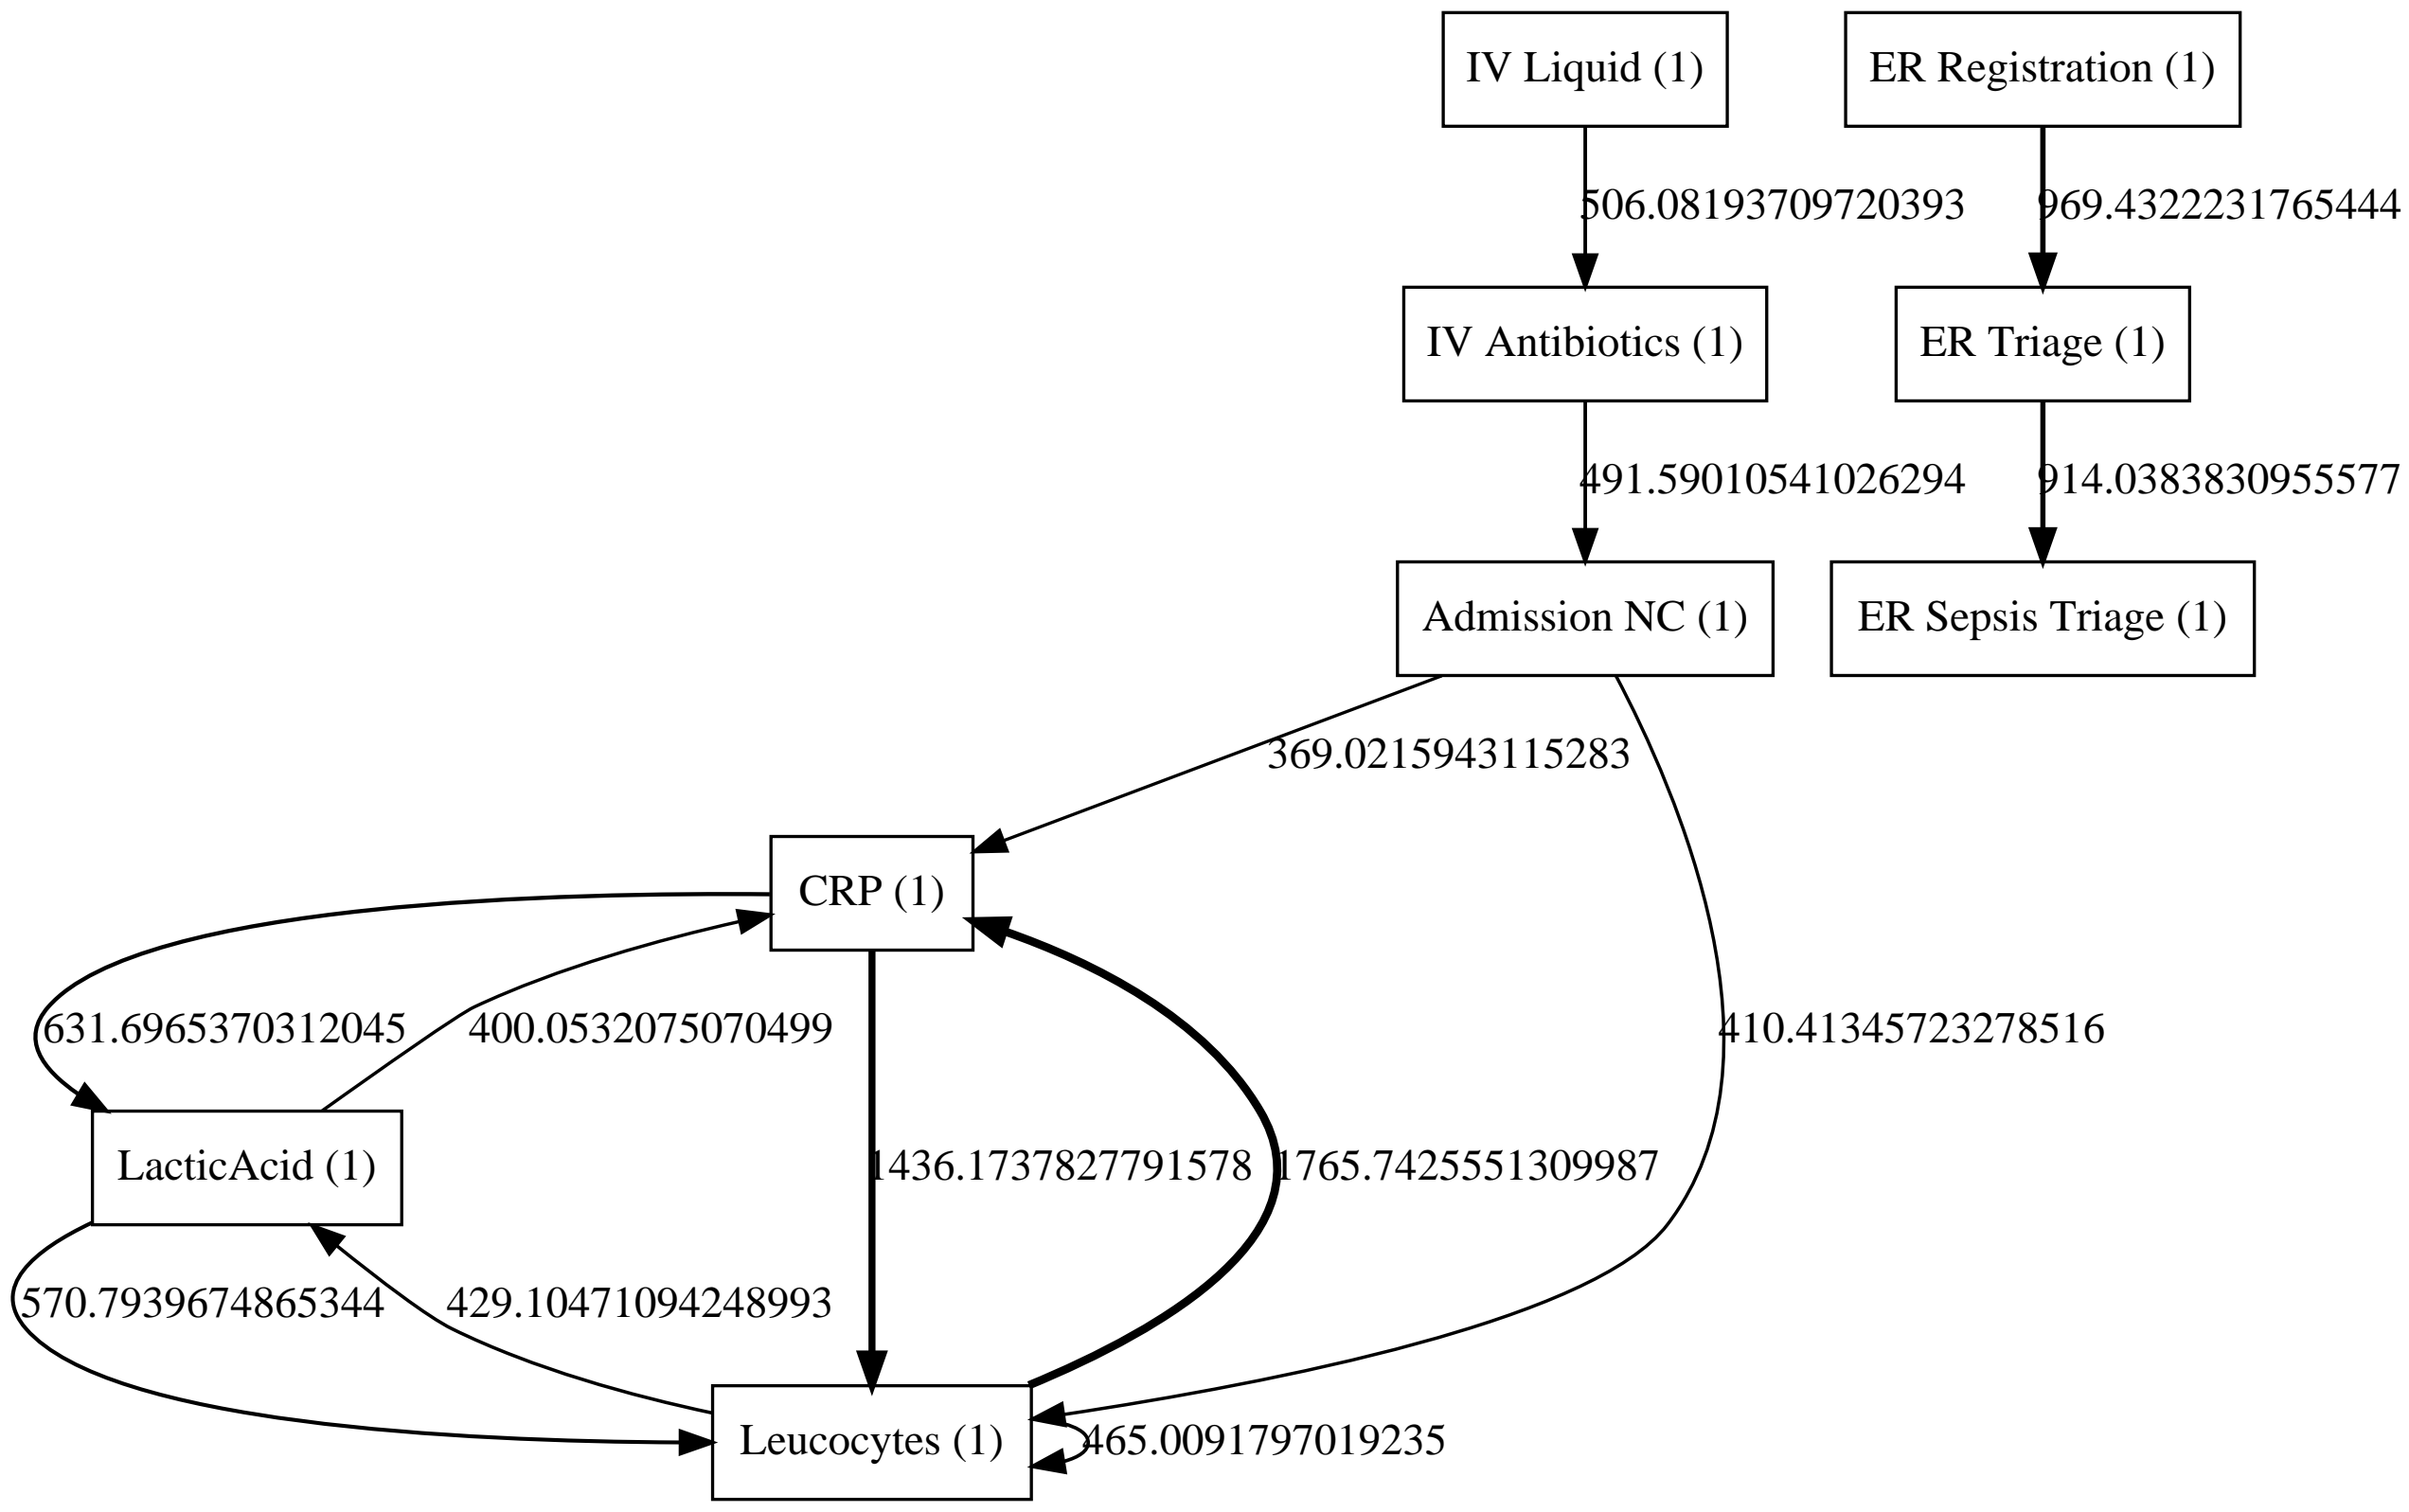 IV Liquid (1)
ER Registration (1)
506.08193709720393
969.4322231765444
IV Antibiotics (1)
ER Triage (1)
491.59010541026294
914.0383830955577
Admission NC (1)
ER Sepsis Triage (1)
369.0215943115283
CRP (1)
631.6965370312045
400.0532075070499
410.41345723278516
LacticAcid (1)
1436.1737827791578
1765.7425551309987
570.7939674865344
429.10471094248993
Leucocytes (1)
465.0091797019235